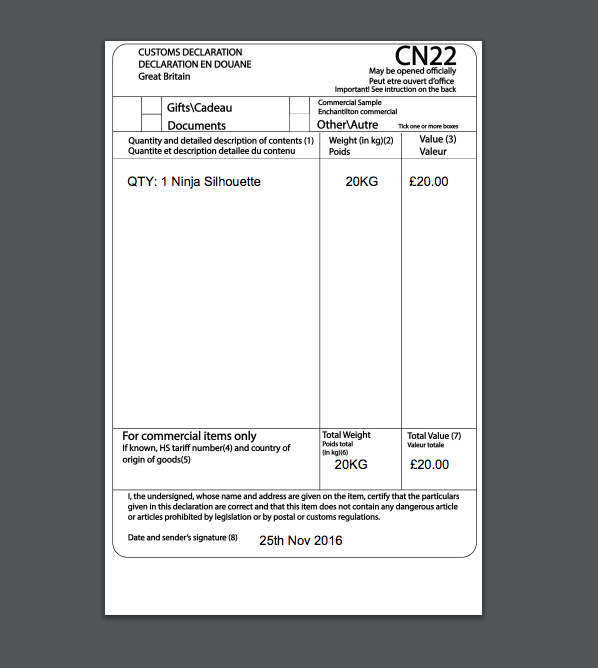 CUSTOMS DECLARATION
DECLARATION EN DOUANE
Great Britain
CN22
May be opened officially
Peut etre ouvert d'office
Important! See intruction on the back
Gifts\Cadeau
Commercial Sample
Enchantilton commercial
Documents
Other\Autre
Tick one or more boxes
Quantity and detailed description of contents (1)
Quantite et description detailee du contenu
Weight (in kg)(2)
Poids
Value (3)
Valeur
QTY: 1 Ninja Silhouette
20KG
£20.00
For commercial items only
If known, HS tariff number(4) and country of
origin of goods(5)
Total Weight
Poids total
(in kg)(6)
20KG
Total Value (7)
Valeur totale
£20.00
I, the undersigned, whose name and address are given on the item, certify that the particulars
given in this declaration are correct and that this item does not contain any dangerous article
or articles prohibited by legislation or by postal or customs regulations.
Date and sender's signature (8)
25th Nov 2016